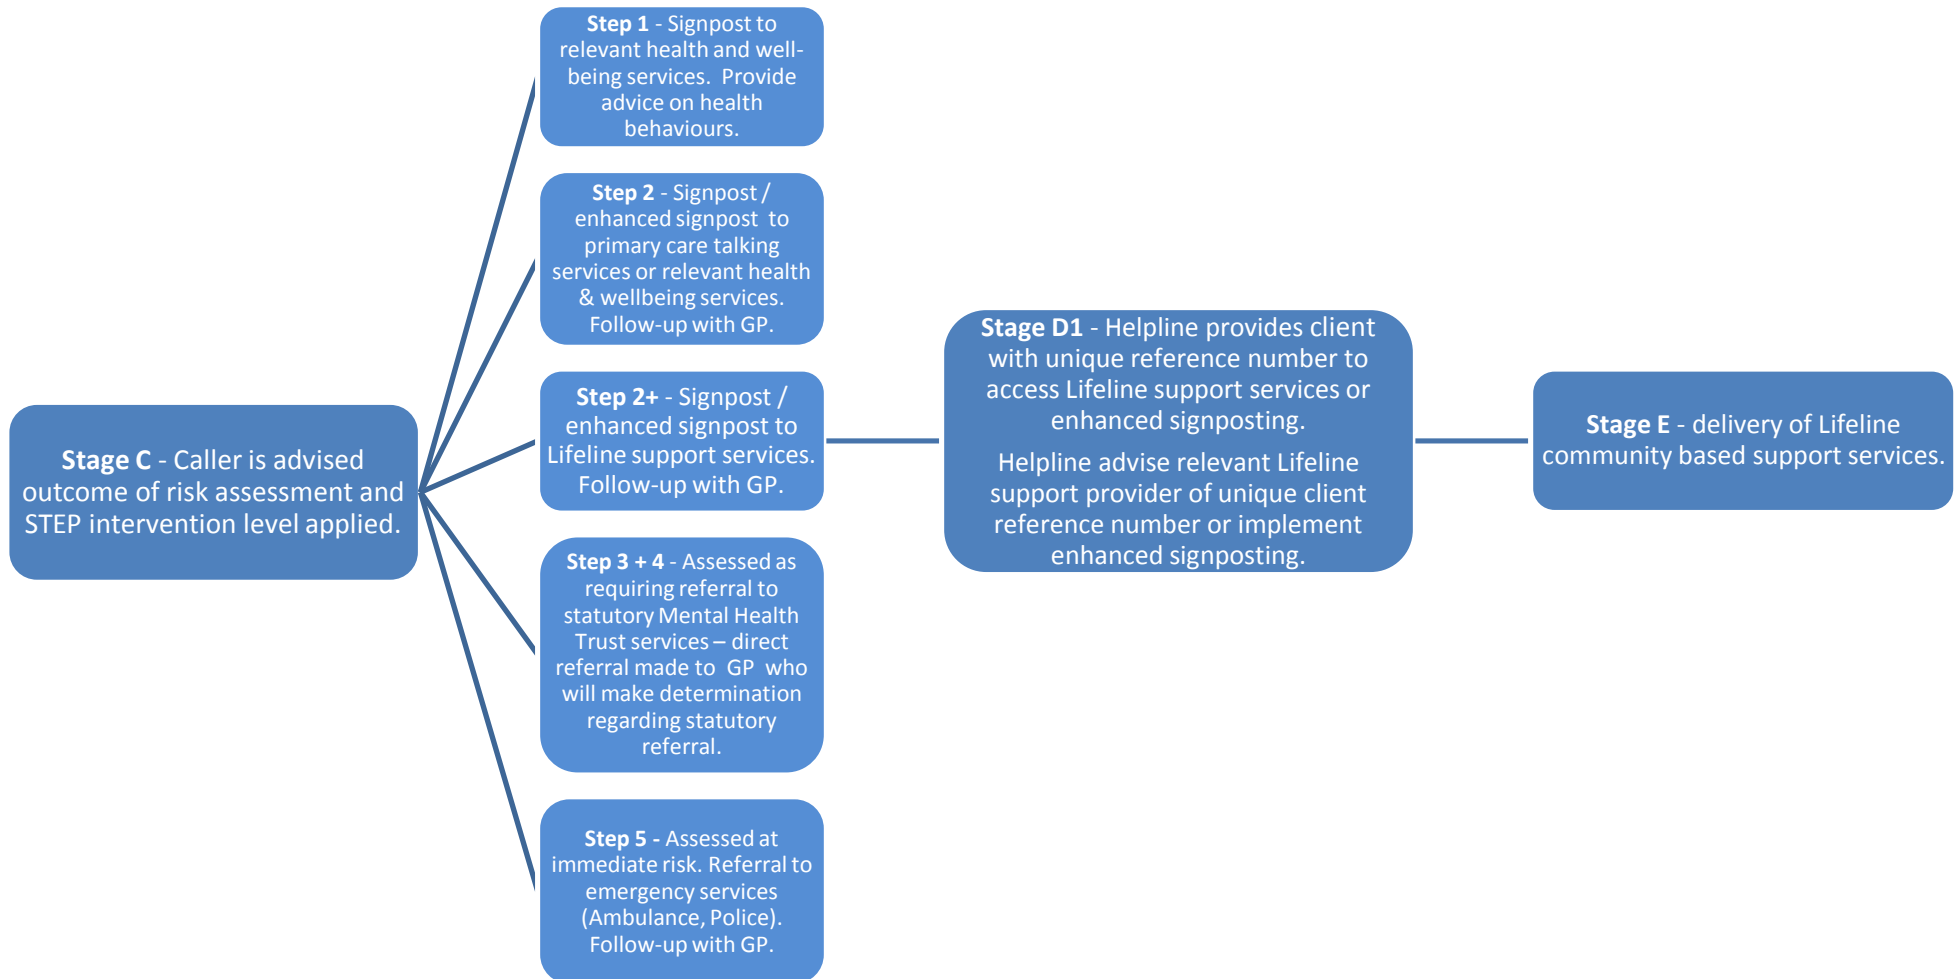 Stage C - Caller is advised
outcome of risk assessment and
STEP intervention level applied.
Step 1 - Signpost to
relevant health and well-
being services. Provide
advice on health
behaviours.
Step 2 - Signpost /
enhanced signpost to
primary care talking
services or relevant health
& wellbeing services.
Follow-up with GP.
Step 2+ - Signpost /
enhanced signpost to
Lifeline support services.
Follow-up with GP.
Step 3 + 4 - Assessed as
requiring referral to
statutory Mental Health
Trust services – direct
referral made to GP who
will make determination
regarding statutory
referral.
Step 5 - Assessed at
immediate risk. Referral to
emergency services
(Ambulance, Police).
Follow-up with GP.
Stage D1 - Helpline provides client
with unique reference number to
access Lifeline support services or
enhanced signposting.
Helpline advise relevant Lifeline
support provider of unique client
reference number or implement
enhanced signposting.
Stage E - delivery of Lifeline
community based support services.